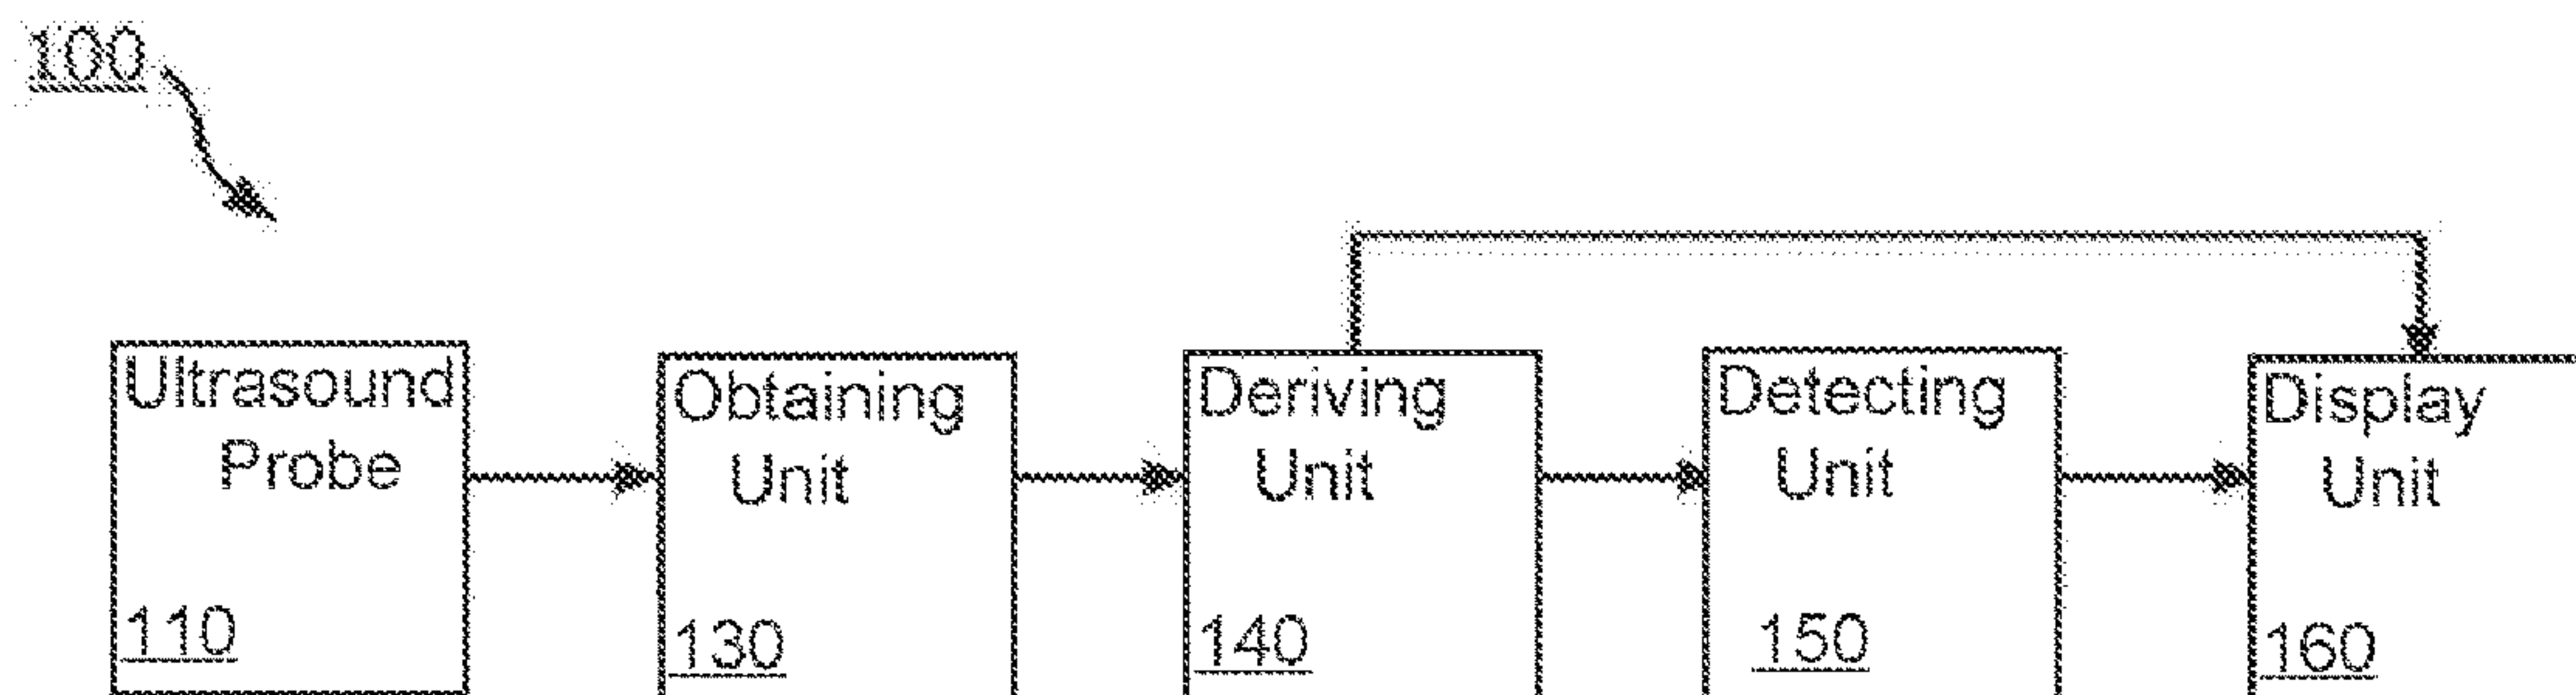 100
Ultrasound
Probe
110
Obtaining
Unit
130
Deriving
Unit
140
Detecting
Unit
150
Display
Unit
160